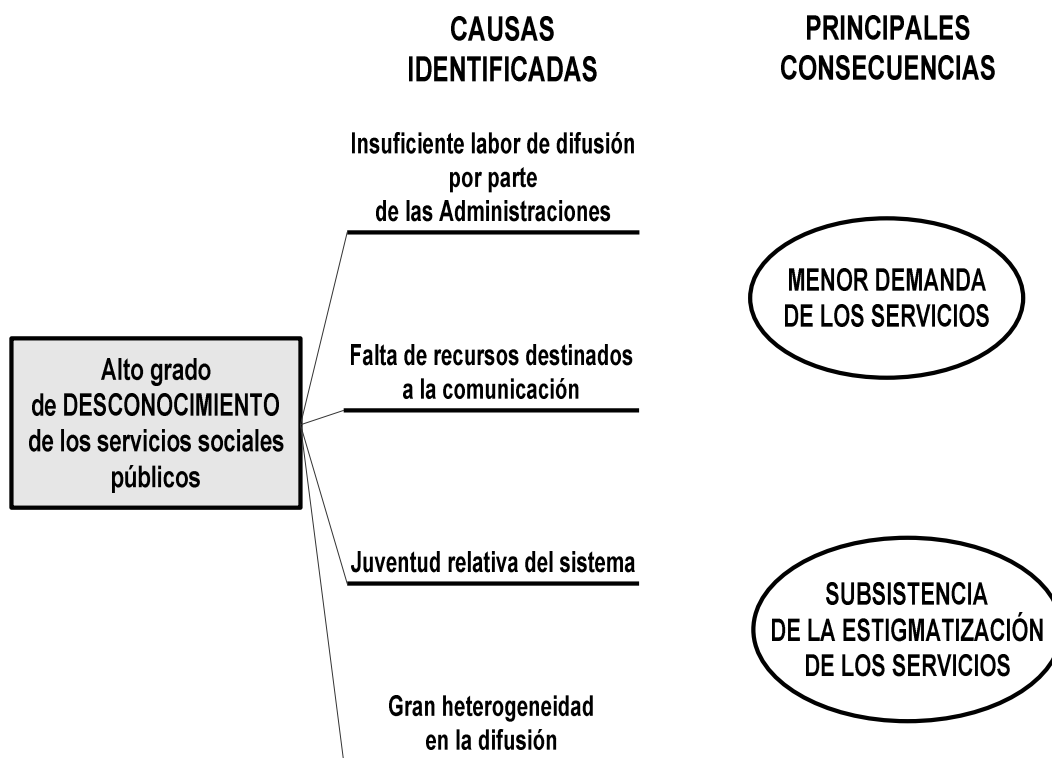 CAUSAS
IDENTIFICADAS
PRINCIPALES
CONSECUENCIAS
Insuficiente labor de difusión
por parte
de las Administraciones
MENOR DEMANDA
DE LOS SERVICIOS
Alto grado
de DESCONOCIMIENTO
de los servicios sociales
públicos
Falta de recursos destinados
a la comunicación
Juventud relativa del sistema
SUBSISTENCIA
DE LA ESTIGMATIZACIÓN
DE LOS SERVICIOS
Gran heterogeneidad
en la difusión